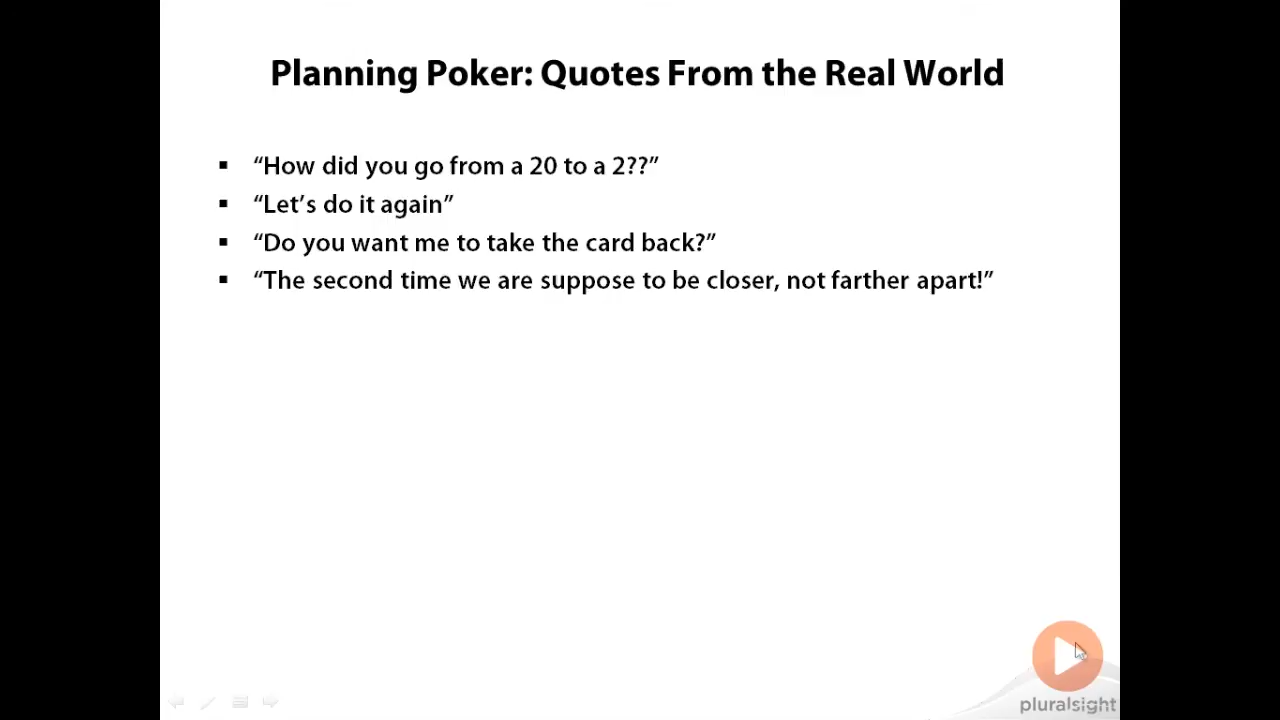 Planning Poker: Quotes From the Real World
▪ “How did you go from a 20 to a 2??”
▪ “Let’s do it again”
▪ “Do you want me to take the card back?”
▪ “The second time we are suppose to be closer, not farther apart!”
pluralsight